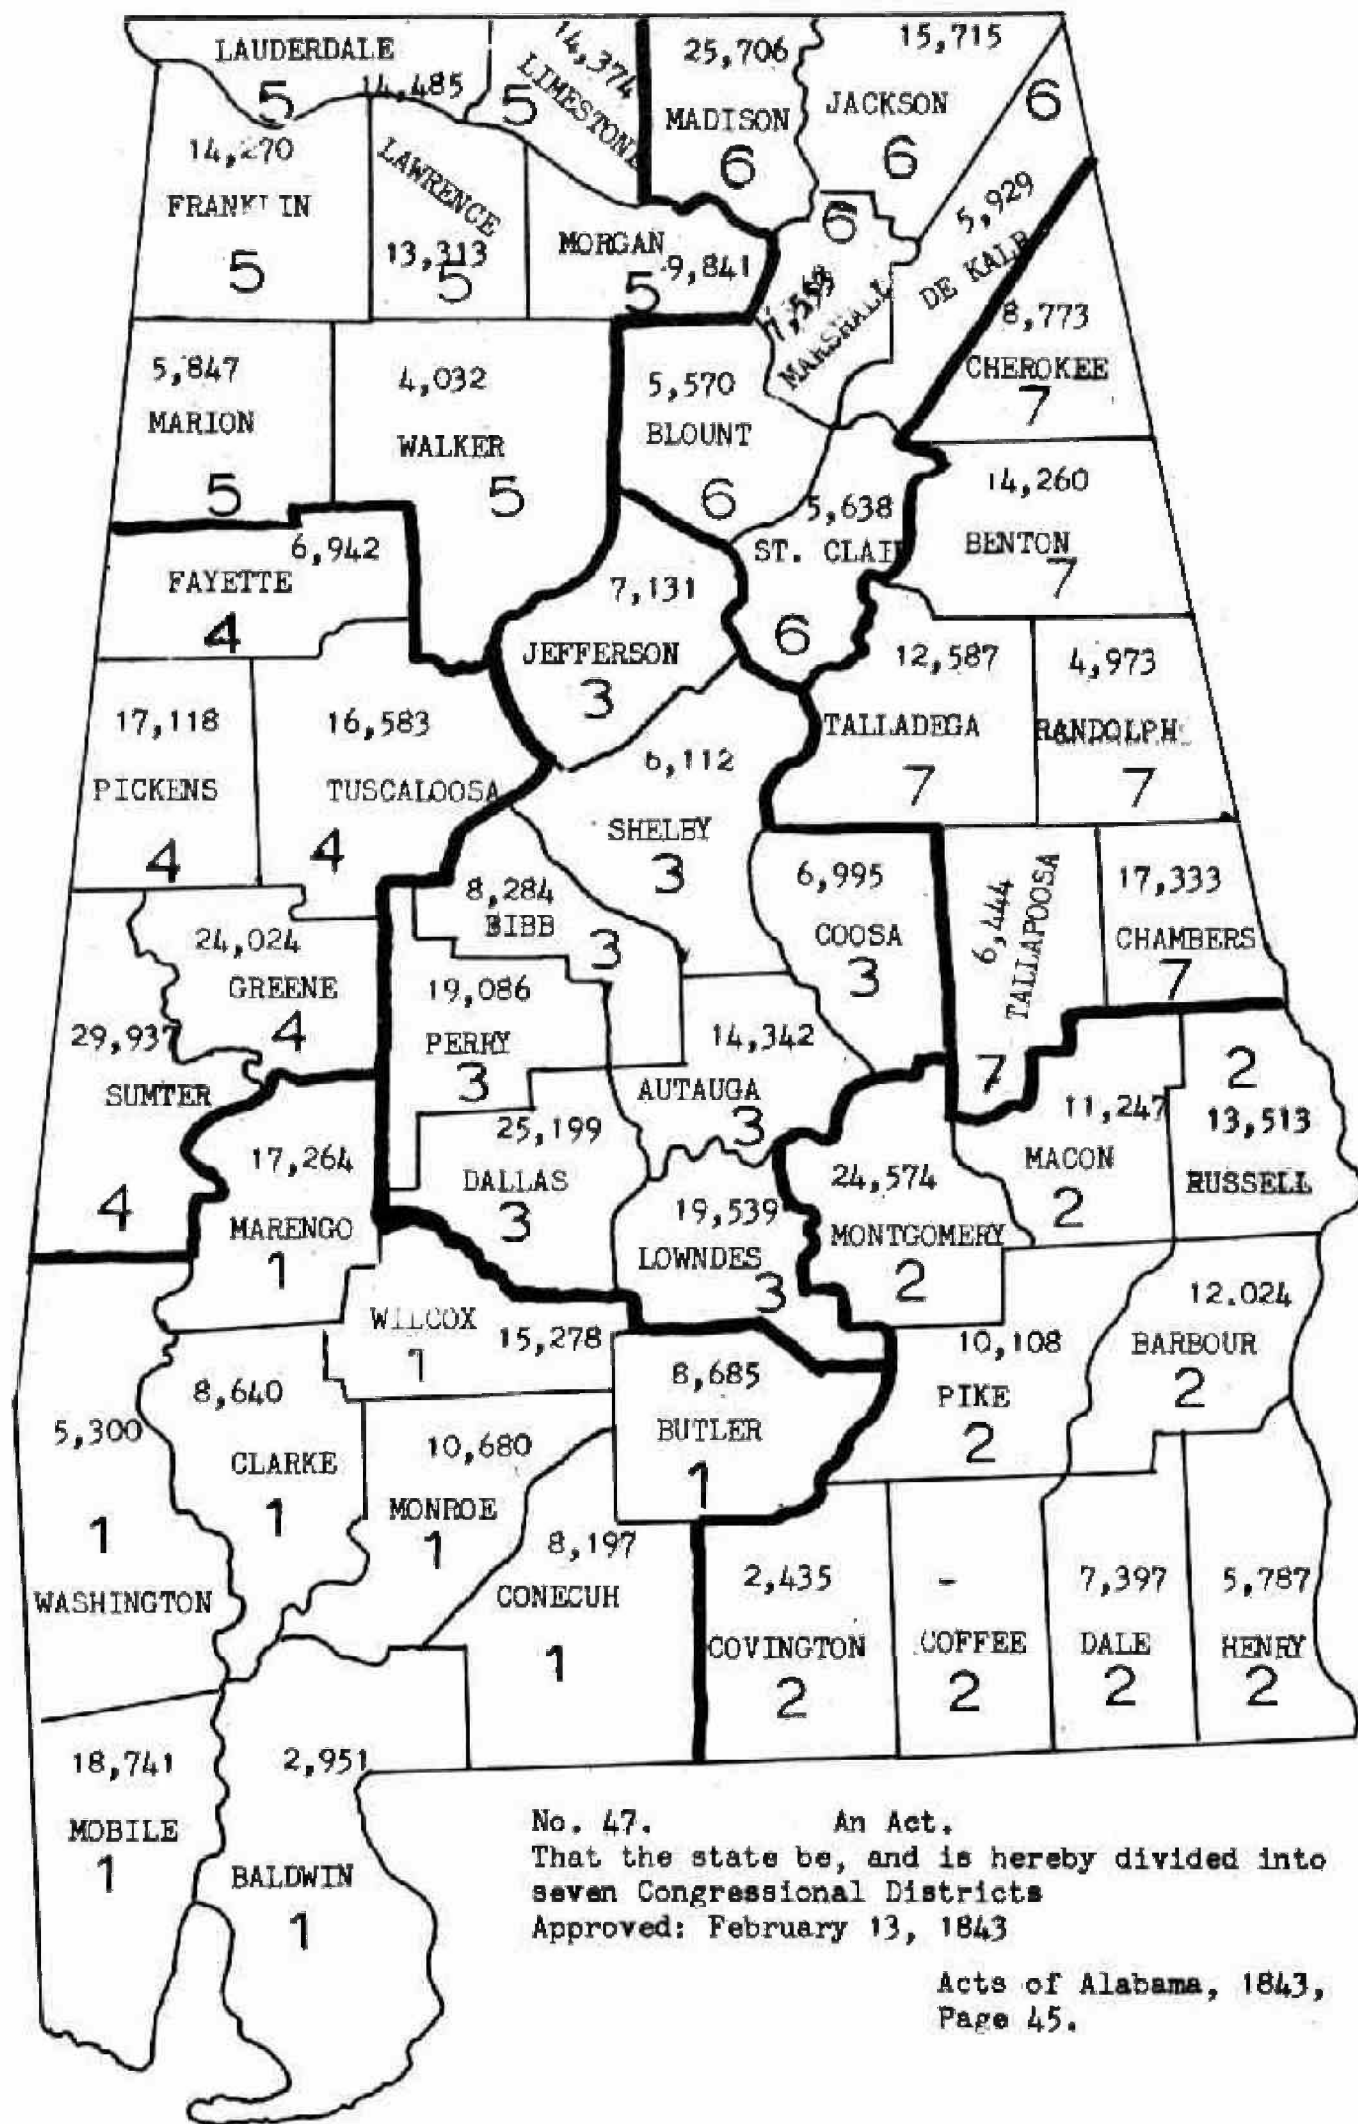 LAUDERDALE
5
14,485
14,374
LIMESTONE
5
25,706
MADISON
6
15,715
JACKSON
6
6
5,929
DE KALB
14,270
FRANKLIN
5
LAWRENCE
13,313
5
MORGAN
9,841
5
6
MARSHALL
8,773
CHEROKEE
7
5,847
MARION
5
4,032
WALKER
5
5,570
BLOUNT
6
5,638
ST. CLAIR
6
14,260
BENTON
7
6,942
FAYETTE
4
7,131
JEFFERSON
3
12,587
TALLADEGA
7
4,973
RANDOLPH
7
17,118
PICKENS
4
16,583
TUSCALOOSA
4
6,112
SHELBY
3
8,284
BIBB
3
6,995
COOSA
3
6,444
TALLAPOOSA
7
17,333
CHAMBERS
7
24,024
GREENE
4
29,937
SUMTER
4
19,086
PERRY
3
14,342
AUTAUGA
3
11,247
MACON
2
2
13,513
RUSSELL
17,264
MARENGO
1
25,199
DALLAS
3
19,539
LOWNDES
3
24,574
MONTGOMERY
2
WILCOX
15,278
1
8,685
BUTLER
1
10,108
PIKE
2
12.024
BARBOUR
2
5,300
1
WASHINGTON
8,640
CLARKE
1
10,680
MONROE
1
8,197
CONECUH
1
2,435
COVINGTON
2
-
COFFEE
2
7,397
DALE
2
5,787
HENRY
2
18,741
MOBILE
1
2,951
BALDWIN
1
No. 47. An Act.
That the state be, and is hereby divided into
seven Congressional Districts
Approved: February 13, 1843
Acts of Alabama, 1843,
Page 45.